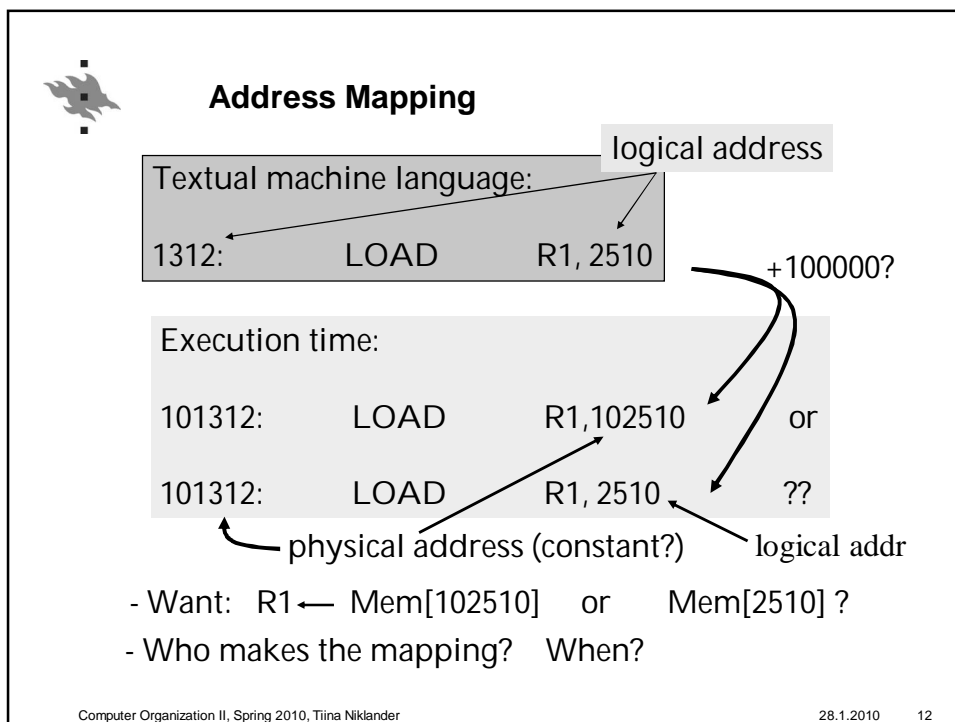 Address Mapping
logical address
Textual machine language:
1312: LOAD R1, 2510
+100000?
Execution time:
101312: LOAD R1,102510 or
101312: LOAD R1, 2510 ??
physical address (constant?) logical addr
- Want: R1 ← Mem[102510] or Mem[2510] ?
- Who makes the mapping? When?
Computer Organization II, Spring 2010, Tiina Niklander 28.1.2010 12